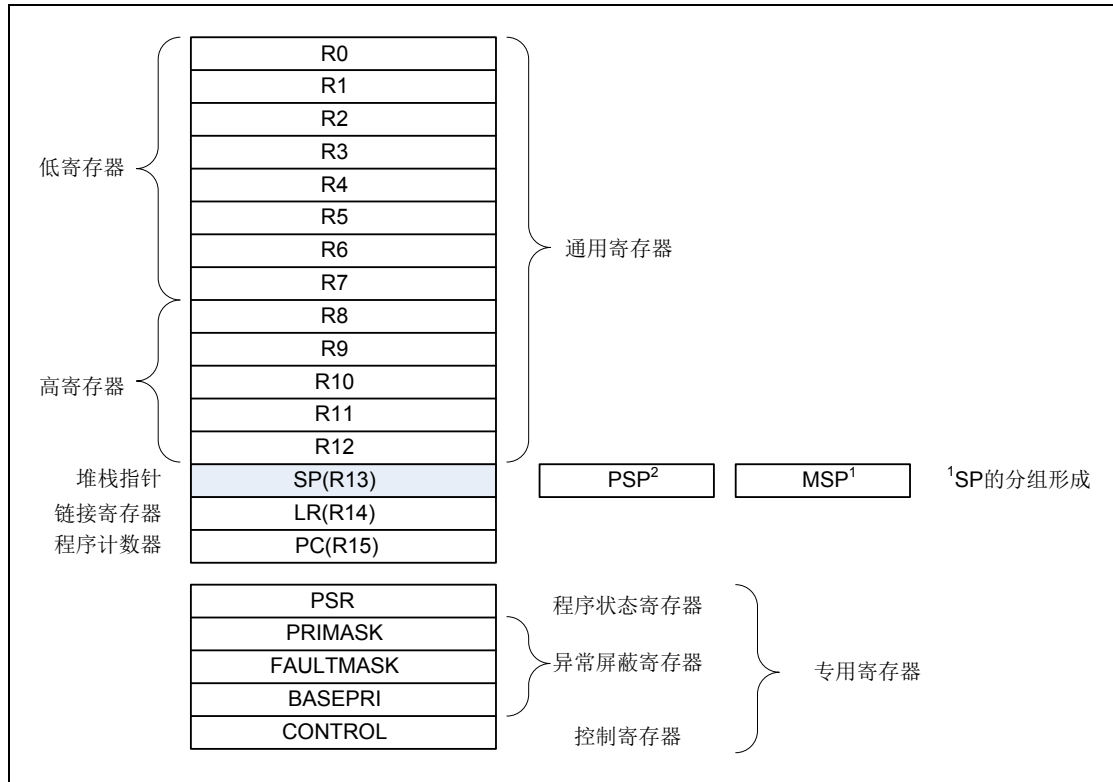 R0
R1
R2
低寄存器
R3
R4
R5
R6
通用寄存器
R7
R8
R9
高寄存器
R10
R11
R12
堆栈指针
SP(R13)
PSP²
MSP¹
¹SP的分组形成
链接寄存器
LR(R14)
程序计数器
PC(R15)
PSR
程序状态寄存器
PRIMASK
FAULTMASK
异常屏蔽寄存器
专用寄存器
BASEPRI
CONTROL
控制寄存器